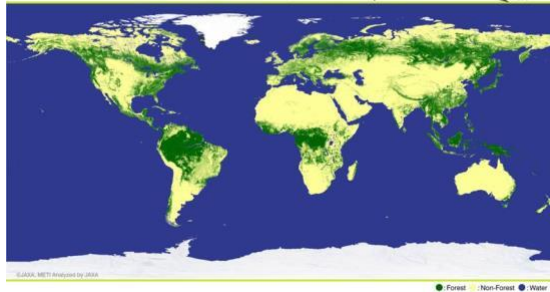 ©JAXA, METI Analyzed by JAXA
:Forest :Non-Forest :Water